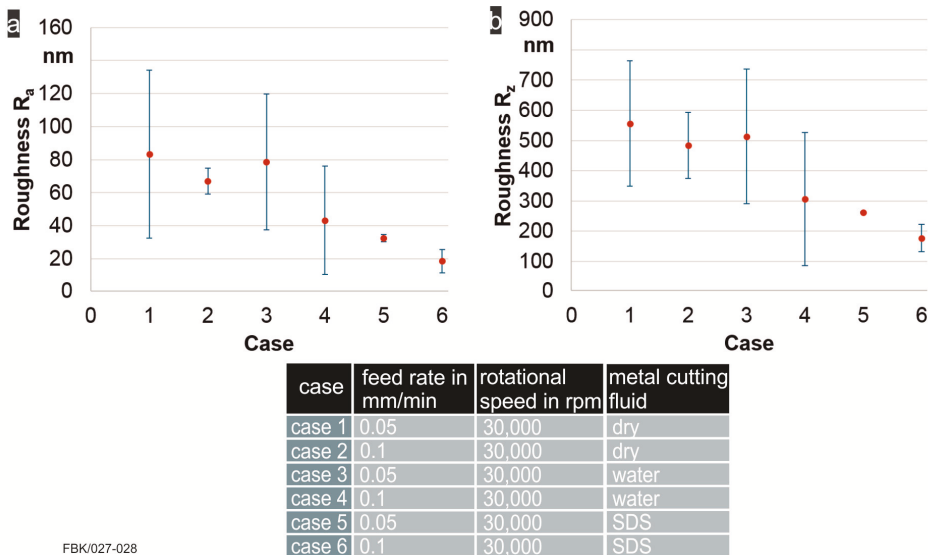 a
160
nm
120
100
80
60
40
20
0
Roughness Ra
0 1 2 3 4 5 6
Case
b
900
nm
700
600
500
400
300
200
100
0
Roughness Rz
0 1 2 3 4 5 6
Case
case feed rate in mm/min rotational speed in rpm metal cutting fluid
case 1 0.05 30,000 dry
case 2 0.1 30,000 dry
case 3 0.05 30,000 water
case 4 0.1 30,000 water
case 5 0.05 30,000 SDS
case 6 0.1 30,000 SDS
FBK/027-028